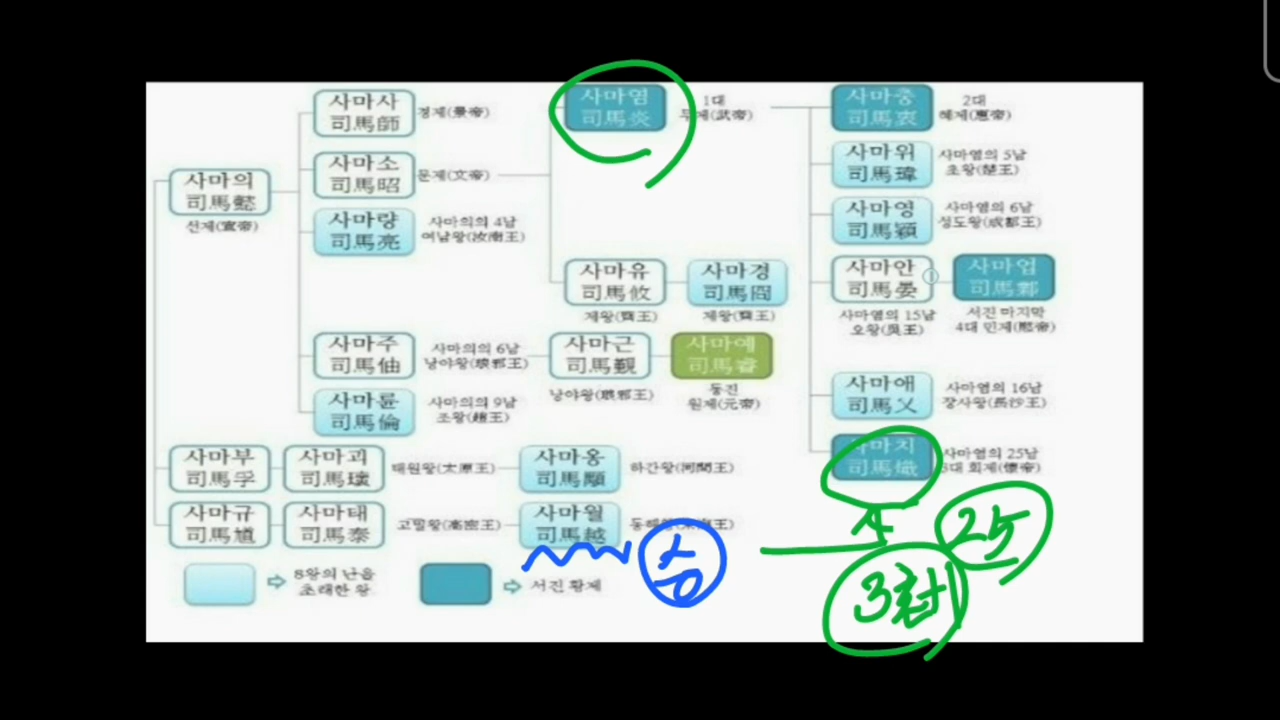 사마사
司馬師
경제(景帝)
사마소
司馬昭
문제(文帝)
사마의
司馬懿
선제(宣帝)
사마량
司馬亮
사마의의 4남
여남왕(汝南王)
사마염
司馬炎
1대
무제(武帝)
사마충
司馬衷
2대
혜제(惠帝)
사마위
司馬瑋
사마염의 5남
초왕(楚王)
사마영
司馬穎
사마염의 6남
성도왕(成都王)
사마유
司馬攸
제왕(齊王)
사마경
司馬冏
제왕(齊王)
사마안
司馬晏
사마염의 15남
오왕(吳王)
사마업
司馬鄴
서진 마지막
4대 민제(愍帝)
사마주
司馬伷
사마의의 6남
낭야왕(琅邪王)
사마근
司馬覲
낭야왕(琅邪王)
사마예
司馬睿
동진
원제(元帝)
사마륜
司馬倫
사마의의 9남
조왕(趙王)
사마애
司馬乂
사마염의 16남
장사왕(長沙王)
사마치
司馬熾
사마염의 25남
3대 회제(懷帝)
사마부
司馬孚
사마괴
司馬瓌
태원왕(太原王)
사마옹
司馬顒
하간왕(河間王)
사마규
司馬馗
사마태
司馬泰
고밀왕(高密王)
사마월
司馬越
8왕의 난을
초래한 왕
서진 황제
승
25